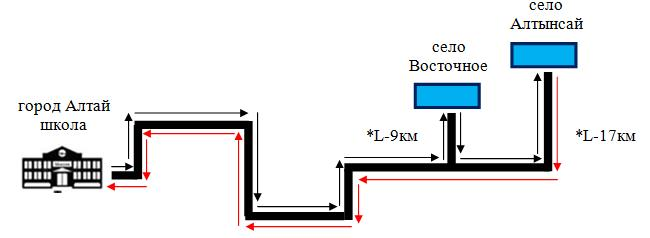 село
Алтынсай
село
Восточное
город Алтай
школа
*L-9км
*L-17км